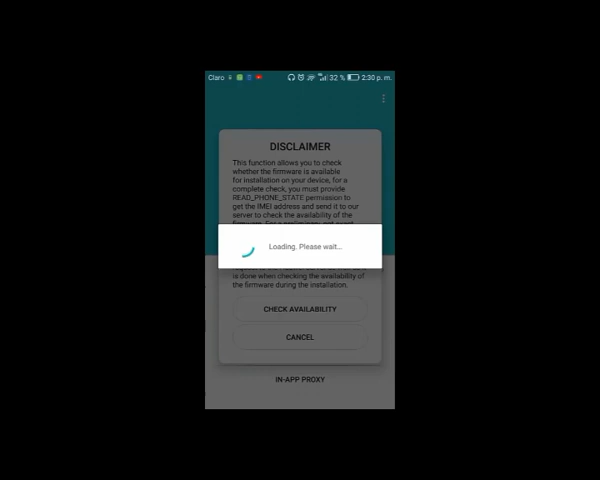 Claro 32 % 2:30 p. m.
DISCLAIMER
This function allows you to check
whether the firmware is available
for installation on your device, for a
complete check, you must provide
READ_PHONE_STATE permission to
get the IMEI address and send it to our
server to check the availability of the
Loading. Please wait...
is done when checking the availability of
the firmware during the installation.
CHECK AVAILABILITY
CANCEL
IN-APP PROXY